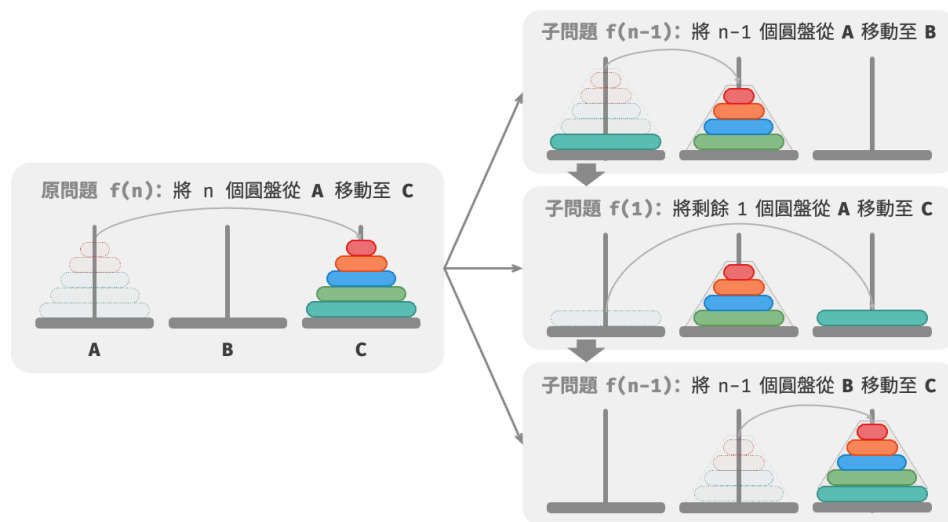 子問題 f(n-1): 將 n-1 個圓盤從 A 移動至 B
原問題 f(n): 將 n 個圓盤從 A 移動至 C
A
B
C
子問題 f(1): 將剩餘 1 個圓盤從 A 移動至 C
子問題 f(n-1): 將 n-1 個圓盤從 B 移動至 C